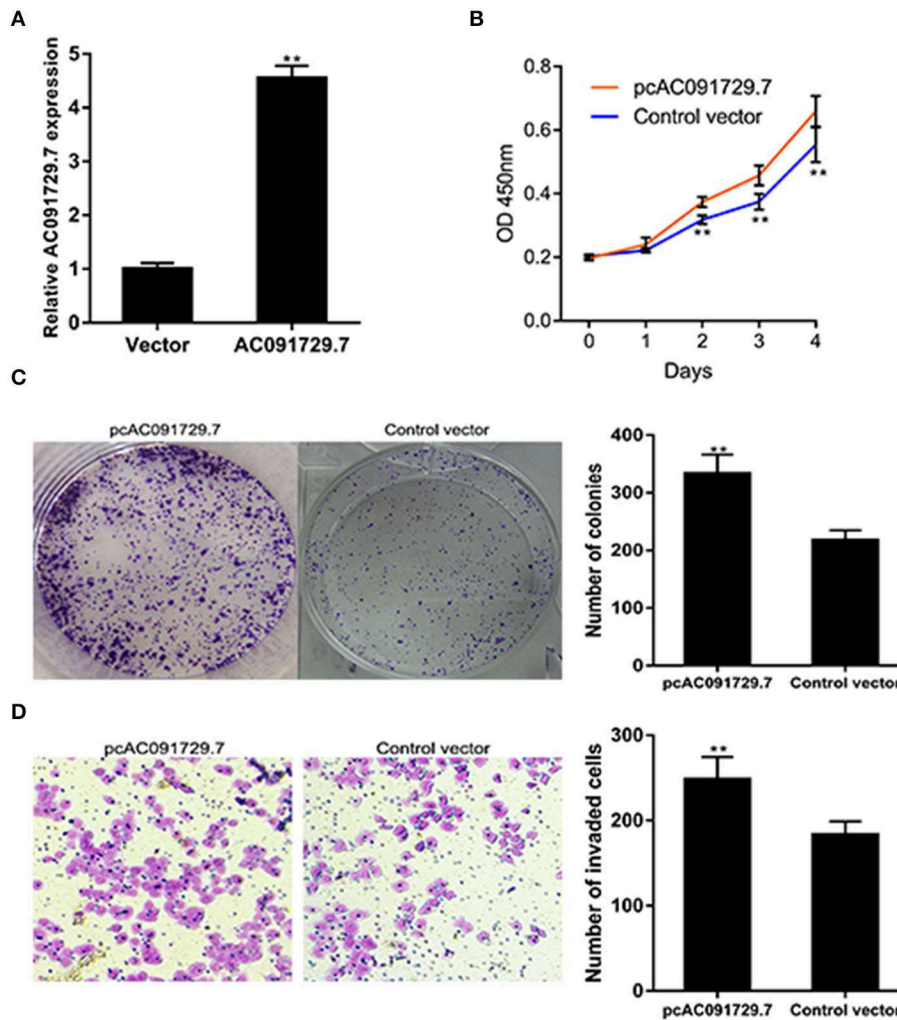 A
Relative AC091729.7 expression
5
4
3
2
1
0
**
Vector
AC091729.7
B
OD 450nm
0.8
0.6
0.4
0.2
0.0
pcAC091729.7
Control vector
**
**
**
0
1
2
3
4
Days
C
pcAC091729.7
Control vector
Number of colonies
400
300
200
100
0
**
pcAC091729.7
Control vector
D
pcAC091729.7
Control vector
Number of invaded cells
300
200
100
0
**
pcAC091729.7
Control vector